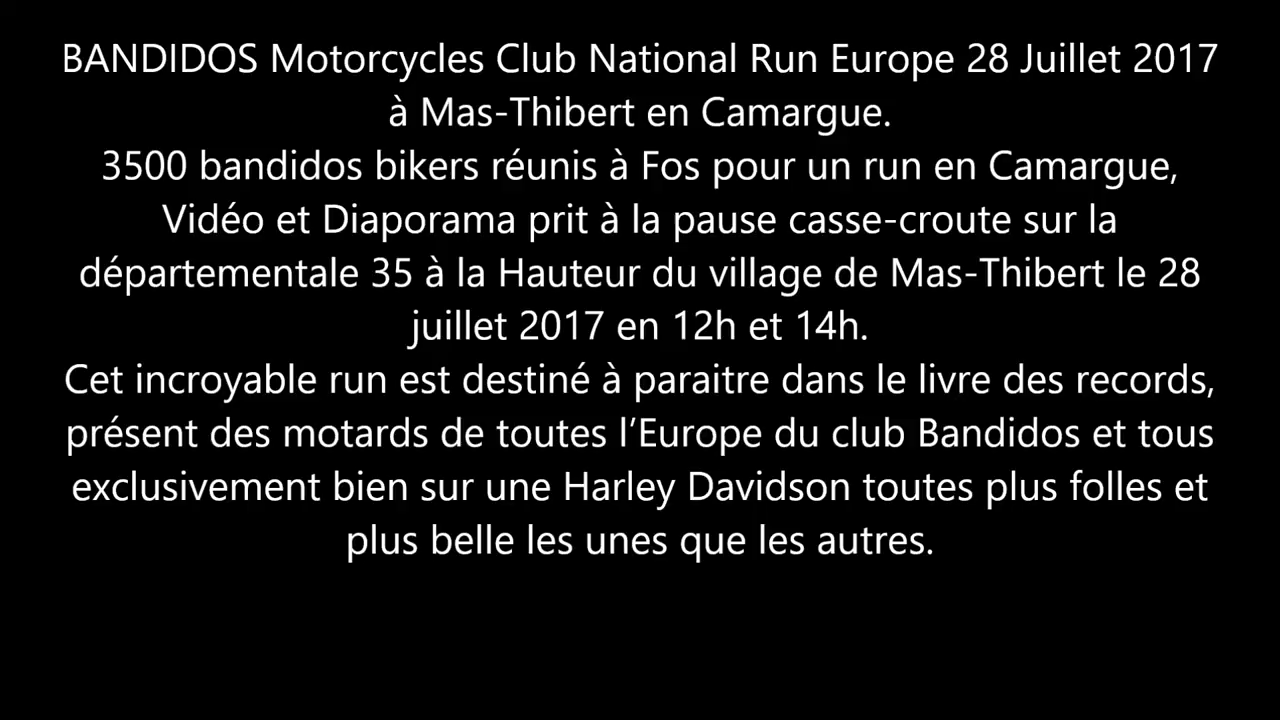 BANDIDOS Motorcycles Club National Run Europe 28 Juillet 2017
à Mas-Thibert en Camargue.
3500 bandidos bikers réunis à Fos pour un run en Camargue,
Vidéo et Diaporama prit à la pause casse-croute sur la
départementale 35 à la Hauteur du village de Mas-Thibert le 28
juillet 2017 en 12h et 14h.
Cet incroyable run est destiné à paraitre dans le livre des records,
présent des motards de toutes l’Europe du club Bandidos et tous
exclusivement bien sur une Harley Davidson toutes plus folles et
plus belle les unes que les autres.